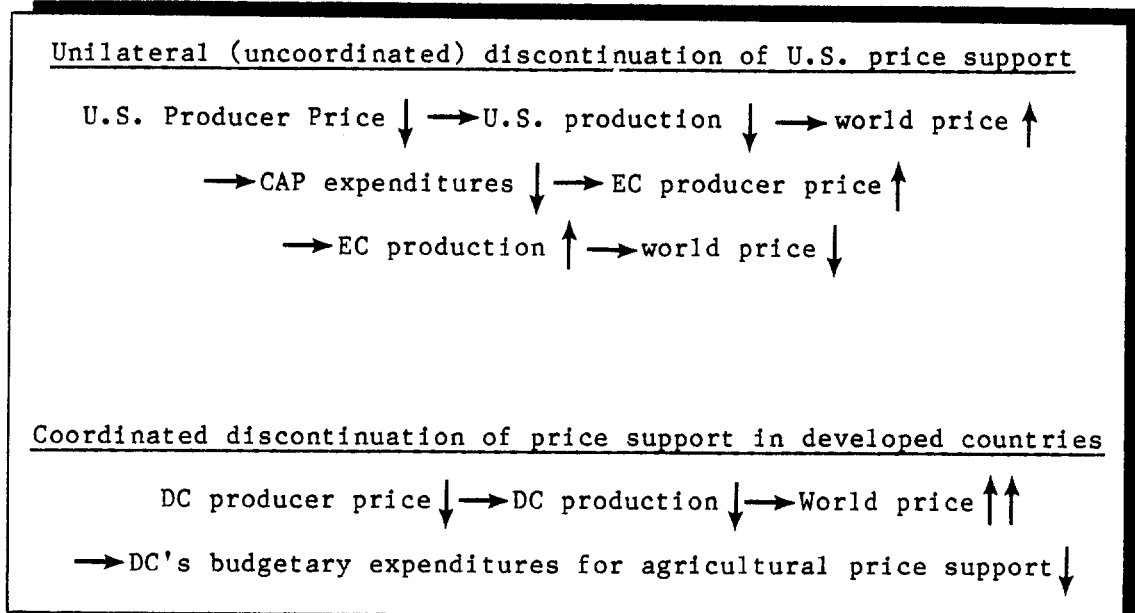 Unilateral (uncoordinated) discontinuation of U.S. price support
U.S. Producer Price ↓ → U.S. production ↓ → world price ↑
→ CAP expenditures ↓ → EC producer price ↑
→ EC production ↑ → world price ↓
Coordinated discontinuation of price support in developed countries
DC producer price ↓ → DC production ↓ → World price ↑↑
→ DC's budgetary expenditures for agricultural price support ↓